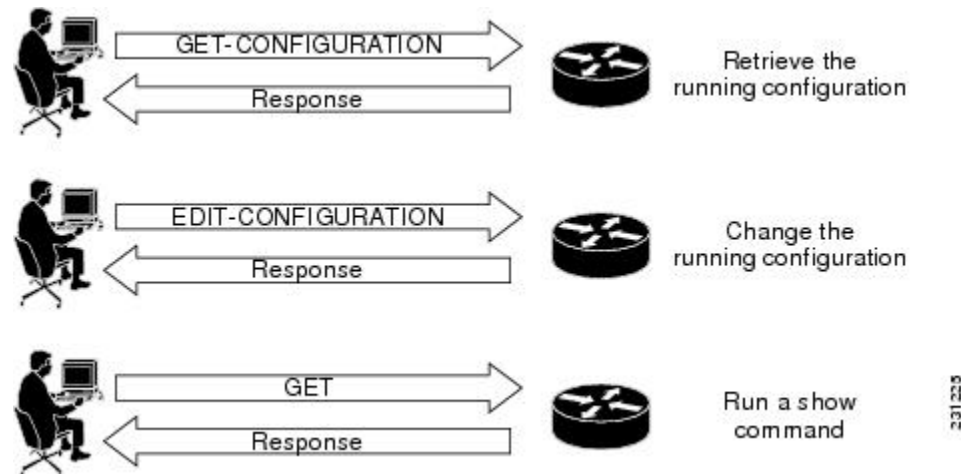 GET-CONFIGURATION
Response
Retrieve the
running configuration
EDIT-CONFIGURATION
Response
Change the
running configuration
GET
Response
Run a show
command
231225